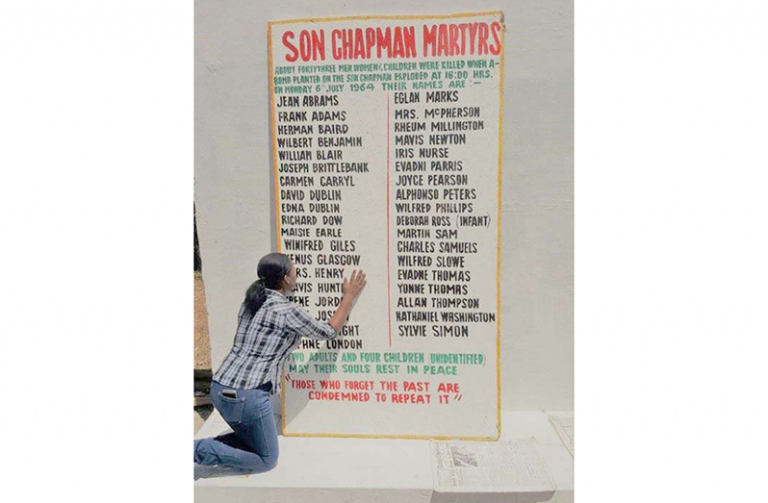 SON CHAPMAN MARTYRS
ABOUT FORTYTHREE MEN, WOMEN & CHILDREN WERE KILLED WHEN A-
BOMB PLANTED ON THE SON CHAPMAN EXPLODED AT 16:00 HRS.
ON MONDAY 6th JULY 1964 THEIR NAMES ARE :-
JEAN ABRAMS
FRANK ADAMS
HERMAN BAIRD
WILBERT BENJAMIN
WILLIAM BLAIR
JOSEPH BRITTLEBANK
CARMEN CARRYL
DAVID DUBLIN
EDNA DUBLIN
RICHARD DOW
MAISIE EARLE
WINIFRED GILES
VENUS GLASGOW
MRS. HENRY
HUNT
JORD
JOS
GHT
LONDON
EGLAN MARKS
MRS. McPHERSON
RHEUM MILLINGTON
MAVIS NEWTON
IRIS NURSE
EVADNI PARRIS
JOYCE PEARSON
ALPHONSO PETERS
WILFRED PHILLIPS
DEBORAH ROSS (INFANT)
MARTIN SAM
CHARLES SAMUELS
WILFRED SLOWE
EVADNE THOMAS
YONNE THOMAS
ALLAN THOMPSON
NATHANIEL WASHINGTON
SYLVIE SIMON
TWO ADULTS AND FOUR CHILDREN (UNIDENTIFIED)
MAY THEIR SOULS REST IN PEACE
"THOSE WHO FORGET THE PAST ARE
CONDEMNED TO REPEAT IT"